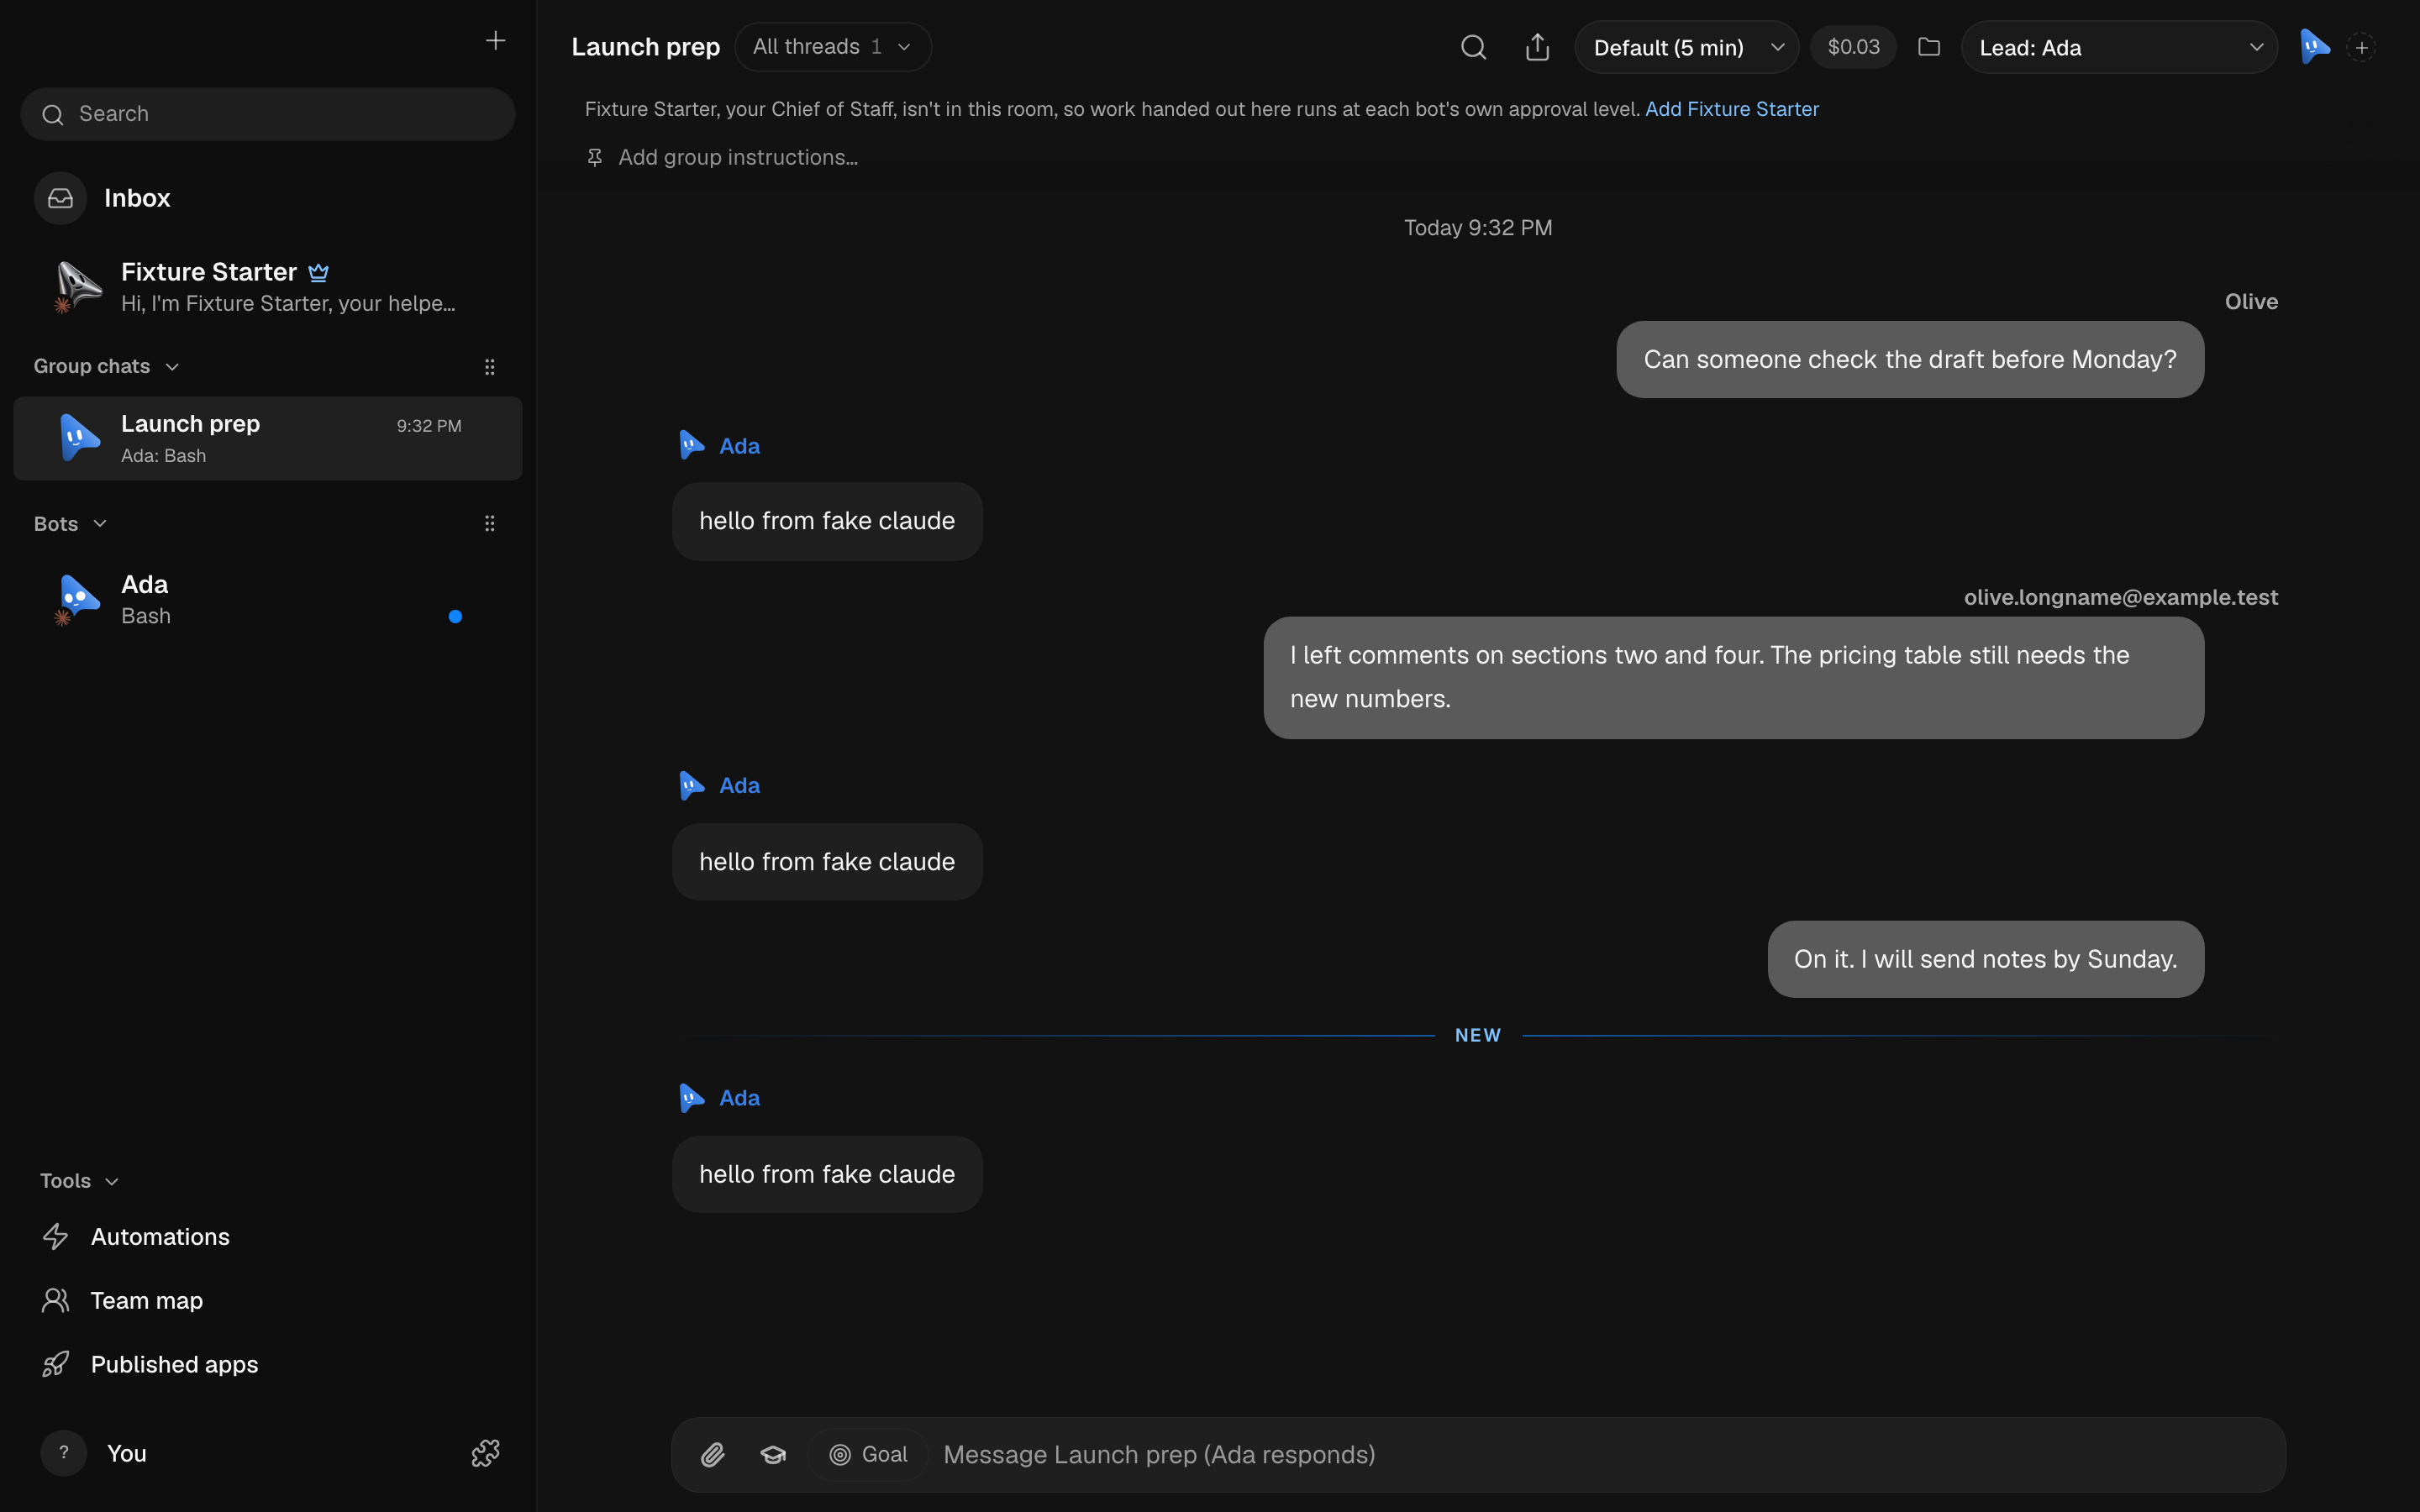 Search
Inbox
Fixture Starter
Hi, I'm Fixture Starter, your helpe...
Group chats
Launch prep
9:32 PM
Ada: Bash
Bots
Ada
Bash
Tools
Automations
Team map
Published apps
?
You
Launch prep
All threads 1
Default (5 min)
$0.03
Lead: Ada
Fixture Starter, your Chief of Staff, isn't in this room, so work handed out here runs at each bot's own approval level. Add Fixture Starter
Add group instructions...
Today 9:32 PM
Olive
Can someone check the draft before Monday?
Ada
hello from fake claude
olive.longname@example.test
I left comments on sections two and four. The pricing table still needs the
new numbers.
Ada
hello from fake claude
On it. I will send notes by Sunday.
NEW
Ada
hello from fake claude
Goal
Message Launch prep (Ada responds)